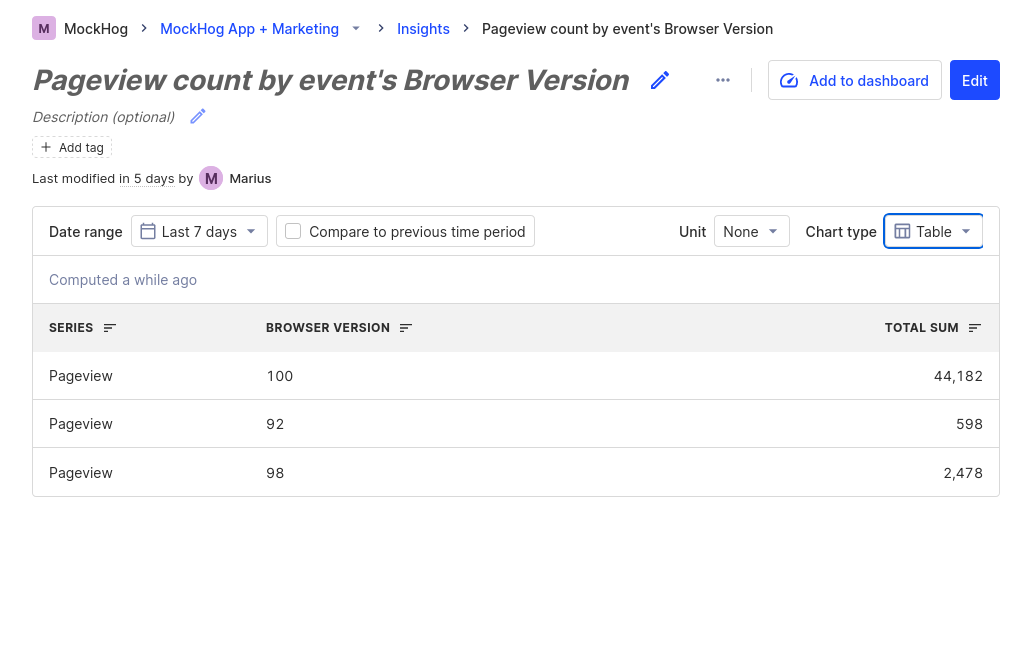 M MockHog MockHog App + Marketing Insights Pageview count by event's Browser Version
Pageview count by event's Browser Version
Add to dashboard
Edit
Description (optional)
Add tag
Last modified in 5 days by M Marius
Date range Last 7 days Compare to previous time period Unit None Chart type Table
Computed a while ago
SERIES BROWSER VERSION TOTAL SUM
Pageview 100 44,182
Pageview 92 598
Pageview 98 2,478